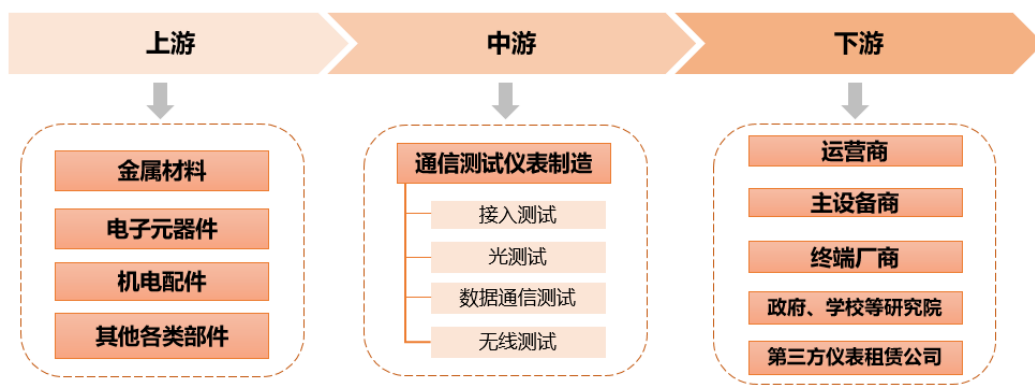 上游
中游
下游
金属材料
电子元器件
机电配件
其他各类部件
通信测试仪表制造
接入测试
光测试
数据通信测试
无线测试
运营商
主设备商
终端厂商
政府、学校等研究院
第三方仪表租赁公司